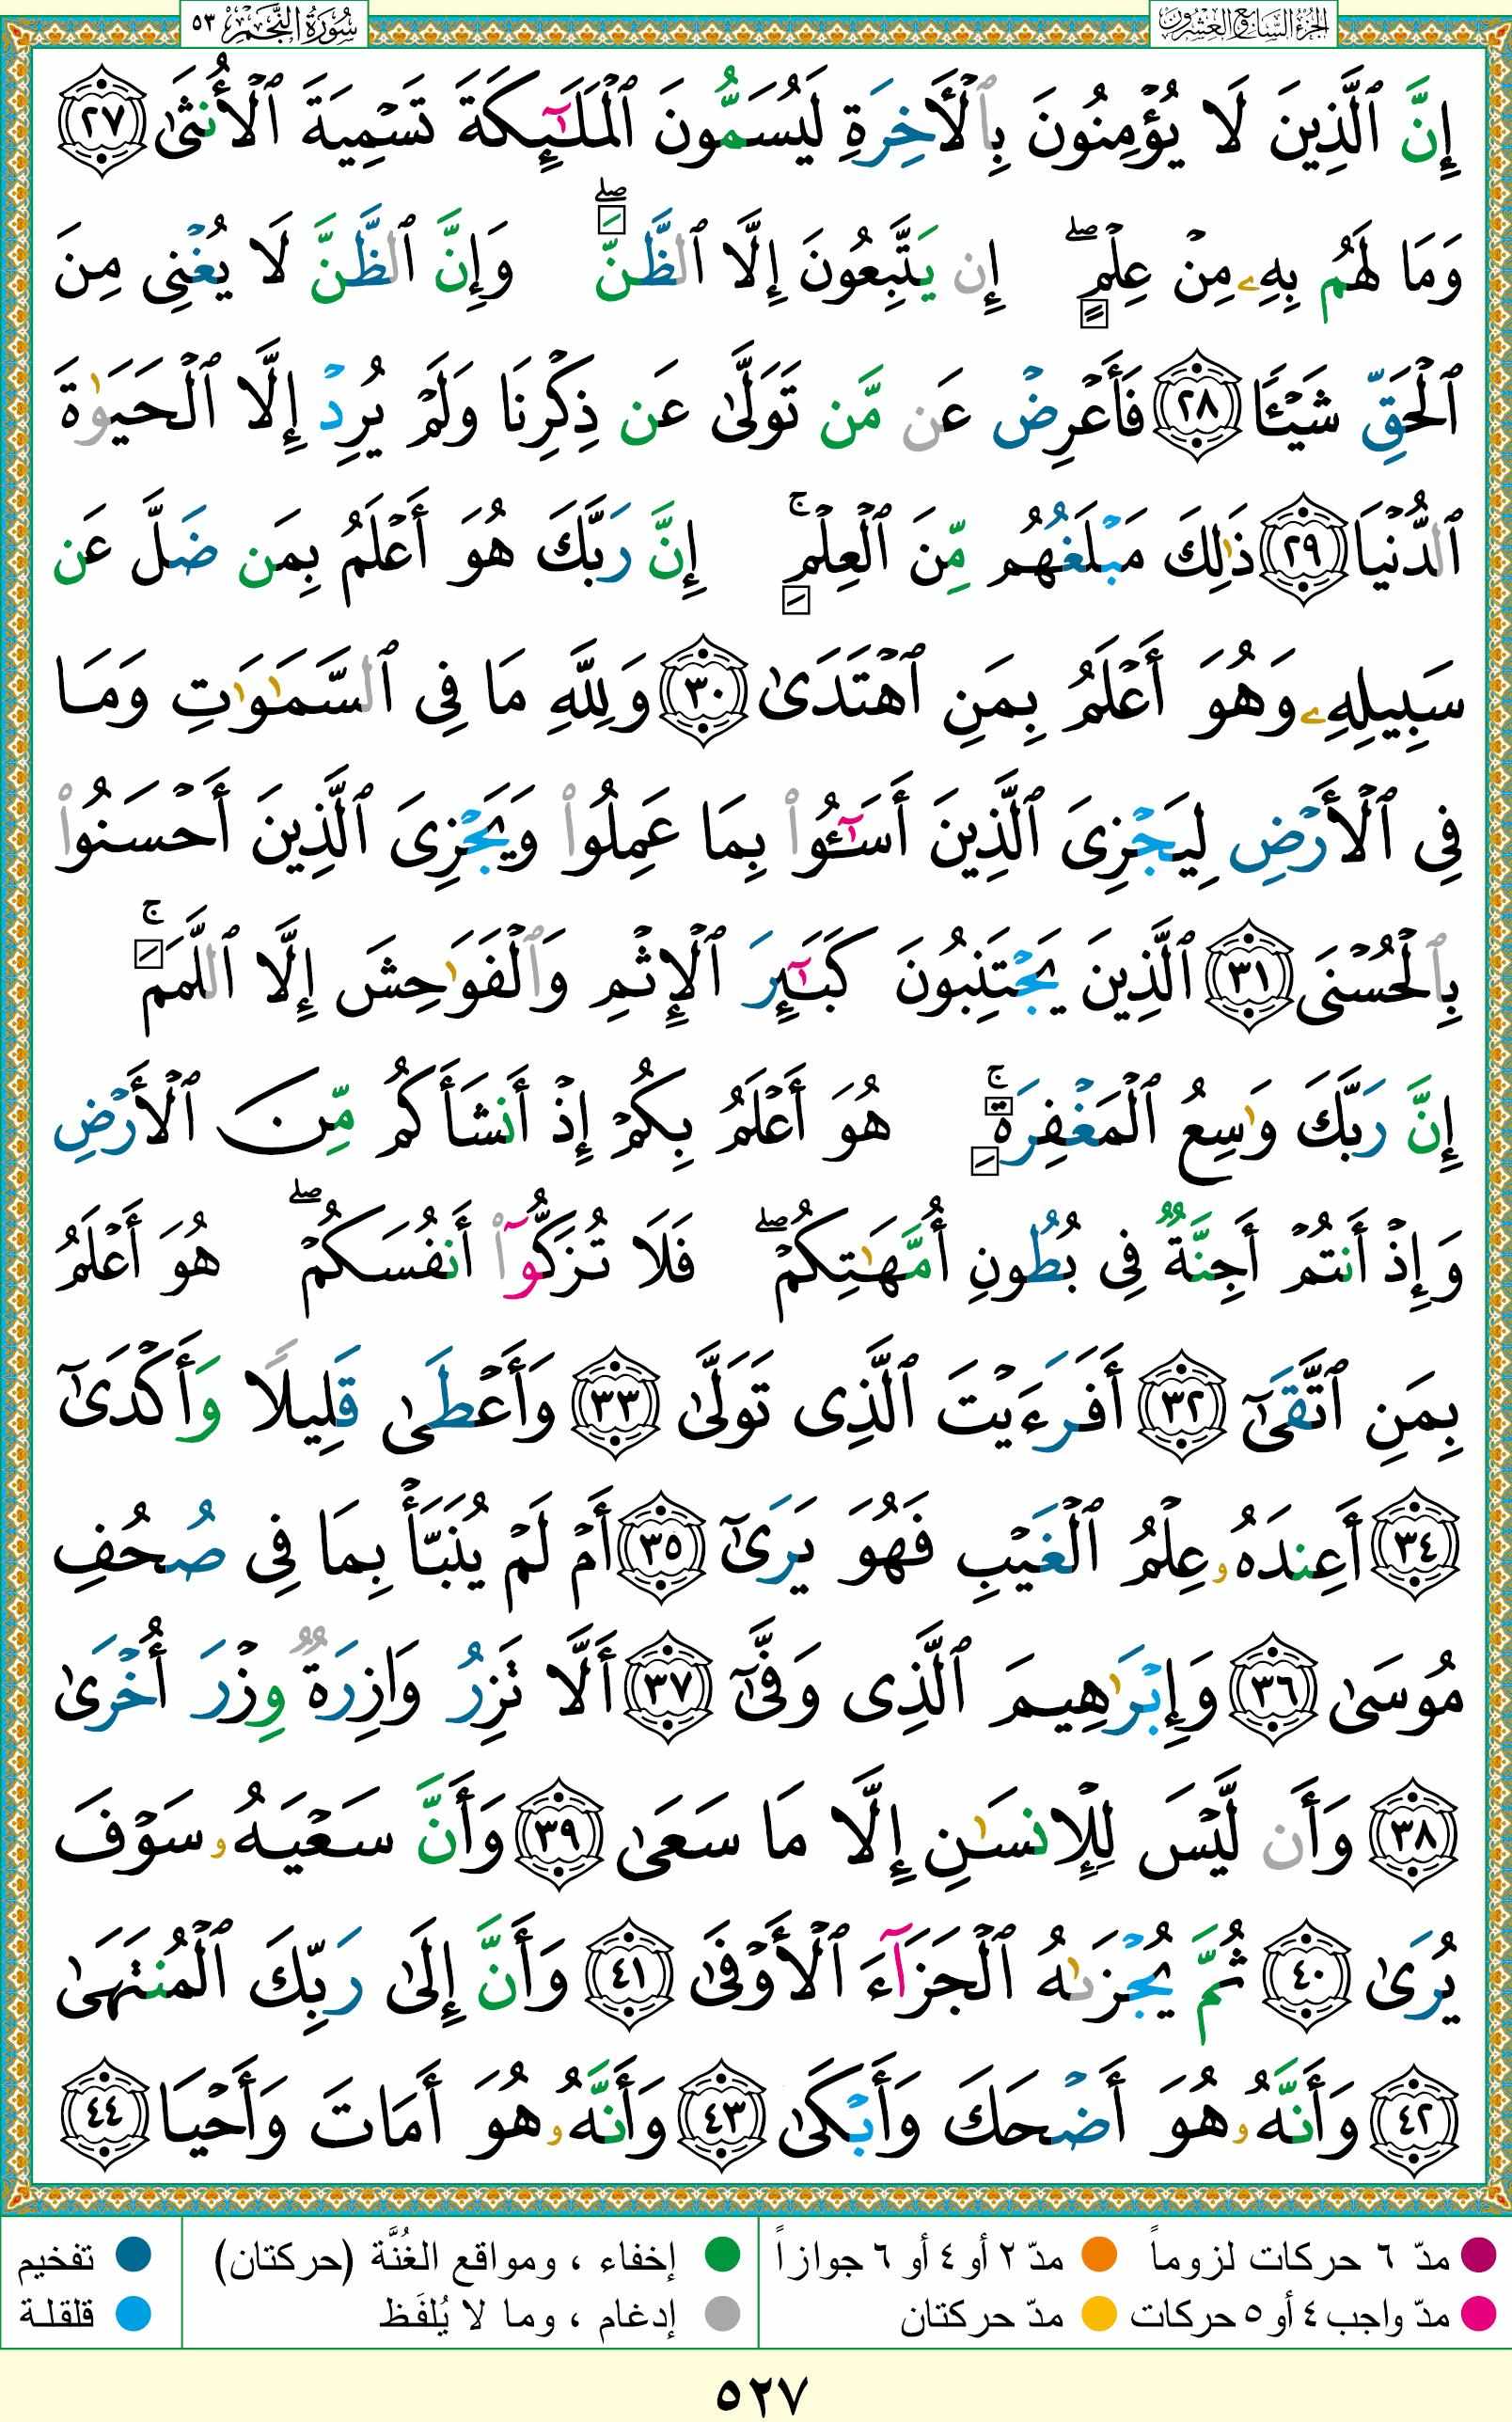 الجزء السابع والعشرون
سورة النجم ٥٣
إِنَّ ٱلَّذِينَ لَا يُؤْمِنُونَ بِٱلْـَٔاخِرَةِ لَيُسَمُّونَ ٱلْمَلَـٰٓئِكَةَ تَسْمِيَةَ ٱلْأُنثَىٰ ٢٧
وَمَا لَهُم بِهِۦ مِنْ عِلْمٍ ۖ إِن يَتَّبِعُونَ إِلَّا ٱلظَّنَّ ۖ وَإِنَّ ٱلظَّنَّ لَا يُغْنِى مِنَ
ٱلْحَقِّ شَيْـًٔا ٢٨ فَأَعْرِضْ عَن مَّن تَوَلَّىٰ عَن ذِكْرِنَا وَلَمْ يُرِدْ إِلَّا ٱلْحَيَوٰةَ
ٱلدُّنْيَا ٢٩ ذَٰلِكَ مَبْلَغُهُم مِّنَ ٱلْعِلْمِ ۚ إِنَّ رَبَّكَ هُوَ أَعْلَمُ بِمَن ضَلَّ عَن
سَبِيلِهِۦ وَهُوَ أَعْلَمُ بِمَنِ ٱهْتَدَىٰ ٣٠ وَلِلَّهِ مَا فِى ٱلسَّمَـٰوَٰتِ وَمَا
فِى ٱلْأَرْضِ لِيَجْزِىَ ٱلَّذِينَ أَسَـٰٓـُٔوا۟ بِمَا عَمِلُوا۟ وَيَجْزِىَ ٱلَّذِينَ أَحْسَنُوا۟
بِٱلْحُسْنَى ٣١ ٱلَّذِينَ يَجْتَنِبُونَ كَبَـٰٓئِرَ ٱلْإِثْمِ وَٱلْفَوَٰحِشَ إِلَّا ٱللَّمَمَ ۚ
إِنَّ رَبَّكَ وَٰسِعُ ٱلْمَغْفِرَةِ ۚ هُوَ أَعْلَمُ بِكُمْ إِذْ أَنشَأَكُم مِّنَ ٱلْأَرْضِ
وَإِذْ أَنتُمْ أَجِنَّةٌ فِى بُطُونِ أُمَّهَـٰتِكُمْ ۖ فَلَا تُزَكُّوٓا۟ أَنفُسَكُمْ ۖ هُوَ أَعْلَمُ
بِمَنِ ٱتَّقَىٰٓ ٣٢ أَفَرَءَيْتَ ٱلَّذِى تَوَلَّىٰ ٣٣ وَأَعْطَىٰ قَلِيلًا وَأَكْدَىٰٓ
٣٤ أَعِندَهُۥ عِلْمُ ٱلْغَيْبِ فَهُوَ يَرَىٰٓ ٣٥ أَمْ لَمْ يُنَبَّأْ بِمَا فِى صُحُفِ
مُوسَىٰ ٣٦ وَإِبْرَٰهِيمَ ٱلَّذِى وَفَّىٰٓ ٣٧ أَلَّا تَزِرُ وَازِرَةٌ وِزْرَ أُخْرَىٰ
٣٨ وَأَن لَّيْسَ لِلْإِنسَـٰنِ إِلَّا مَا سَعَىٰ ٣٩ وَأَنَّ سَعْيَهُۥ سَوْفَ
يُرَىٰ ٤٠ ثُمَّ يُجْزَىٰهُ ٱلْجَزَآءَ ٱلْأَوْفَىٰ ٤١ وَأَنَّ إِلَىٰ رَبِّكَ ٱلْمُنتَهَىٰ
٤٢ وَأَنَّهُۥ هُوَ أَضْحَكَ وَأَبْكَىٰ ٤٣ وَأَنَّهُۥ هُوَ أَمَاتَ وَأَحْيَا ٤٤
مدّ ٦ حركات لزوماً مدّ ٢ أو ٤ أو ٦ جوازاً إخفاء ، ومواقع الغُنَّة (حركتان) تفخيم
مدّ واجب ٤ أو ٥ حركات مدّ حركتان إدغام ، وما لا يُلفَظ قلقلة
٥٢٧